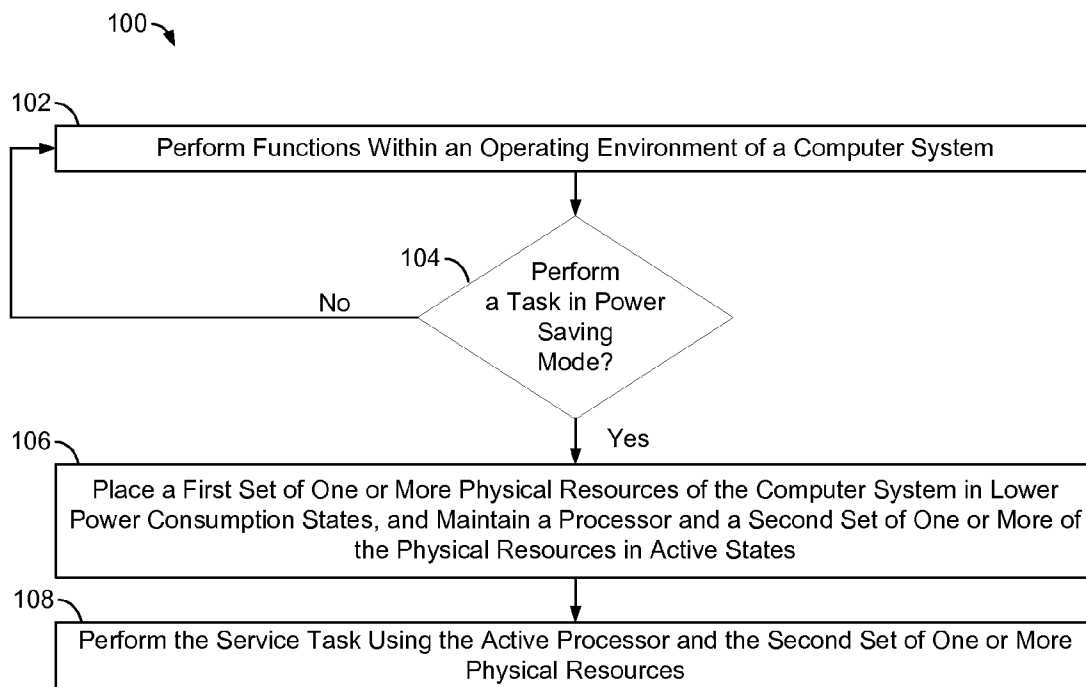 100
102
Perform Functions Within an Operating Environment of a Computer System
104
Perform
a Task in Power
Saving
Mode?
No
Yes
106
Place a First Set of One or More Physical Resources of the Computer System in Lower
Power Consumption States, and Maintain a Processor and a Second Set of One or More of
the Physical Resources in Active States
108
Perform the Service Task Using the Active Processor and the Second Set of One or More
Physical Resources